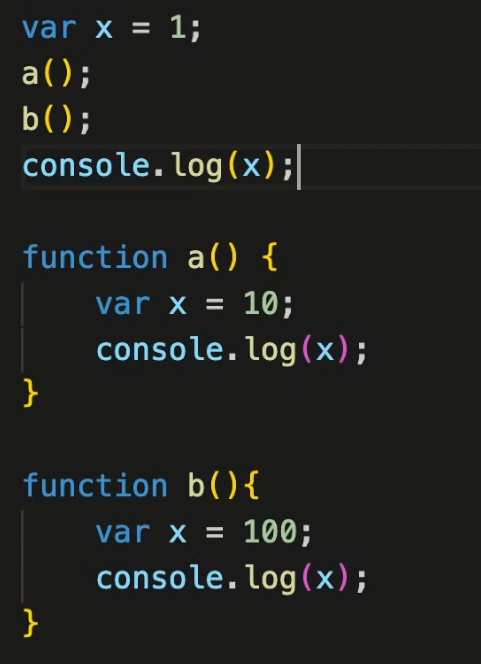 var x = 1;
a();
b();
console.log(x);
function a() {
    var x = 10;
    console.log(x);
}
function b(){
    var x = 100;
    console.log(x);
}